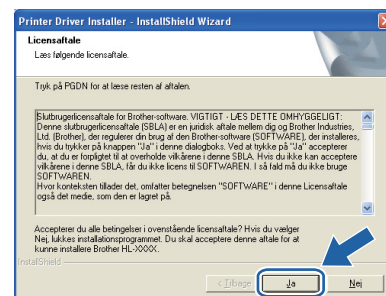 Printer Driver Installer - InstallShield Wizard
Licensaftale
Læs følgende licensaftale.
Tryk på PGDN for at læse resten af aftalen.
Slutbrugerlicensaftale for Brother-software. VIGTIGT - LÆS DETTE OMHYGGELIGT:
Denne slutbrugerlicensaftale (SBLA) er en juridisk aftale mellem dig og Brother Industries,
Ltd. (Brother), der regulerer din brug af den Brother-software (SOFTWARE), der installeres,
hvis du trykker på knappen "Ja" i denne dialogboks. Ved at trykke på "Ja" accepterer
du, at du er forpligtet til at overholde vilkårene i denne SBLA. Hvis du ikke kan acceptere
vilkårene i denne SBLA, får du ikke licens til SOFTWAREN. I så fald må du ikke bruge
SOFTWAREN.
Hvor konteksten tillader det, omfatter betegnelsen "SOFTWARE" i denne Licensaftale
også det medie, som den er lagret på.
Accepterer du alle betingelser i ovenstående licensaftale? Hvis du vælger
Nej, lukkes installationsprogrammet. Du skal acceptere denne aftale for at
kunne installere Brother HL-XXXX.
InstallShield
< Tilbage
Ja
Nej